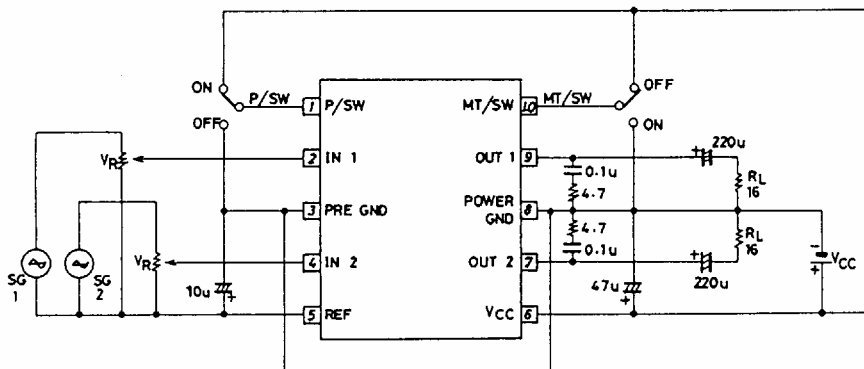 ON
P/SW
OFF
1 P/SW
MT/SW 10
MT/SW
OFF
ON
VR
2 IN 1
OUT 1 9
0.1u
4.7
220u
RL
16
3 PRE GND
POWER
GND 8
4.7
0.1u
RL
16
SG
1
SG
2
VR
4 IN 2
OUT 2 7
220u
VCC
10u
47u
5 REF
VCC 6